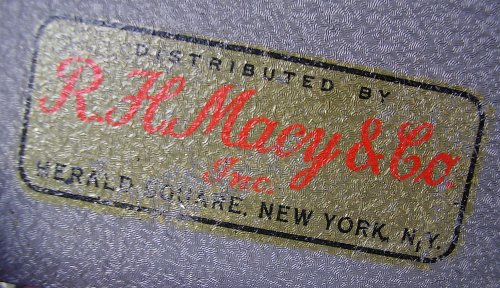 DISTRIBUTED BY
R.H. Macy & Co.
Inc.
HERALD SQUARE, NEW YORK, N.Y.